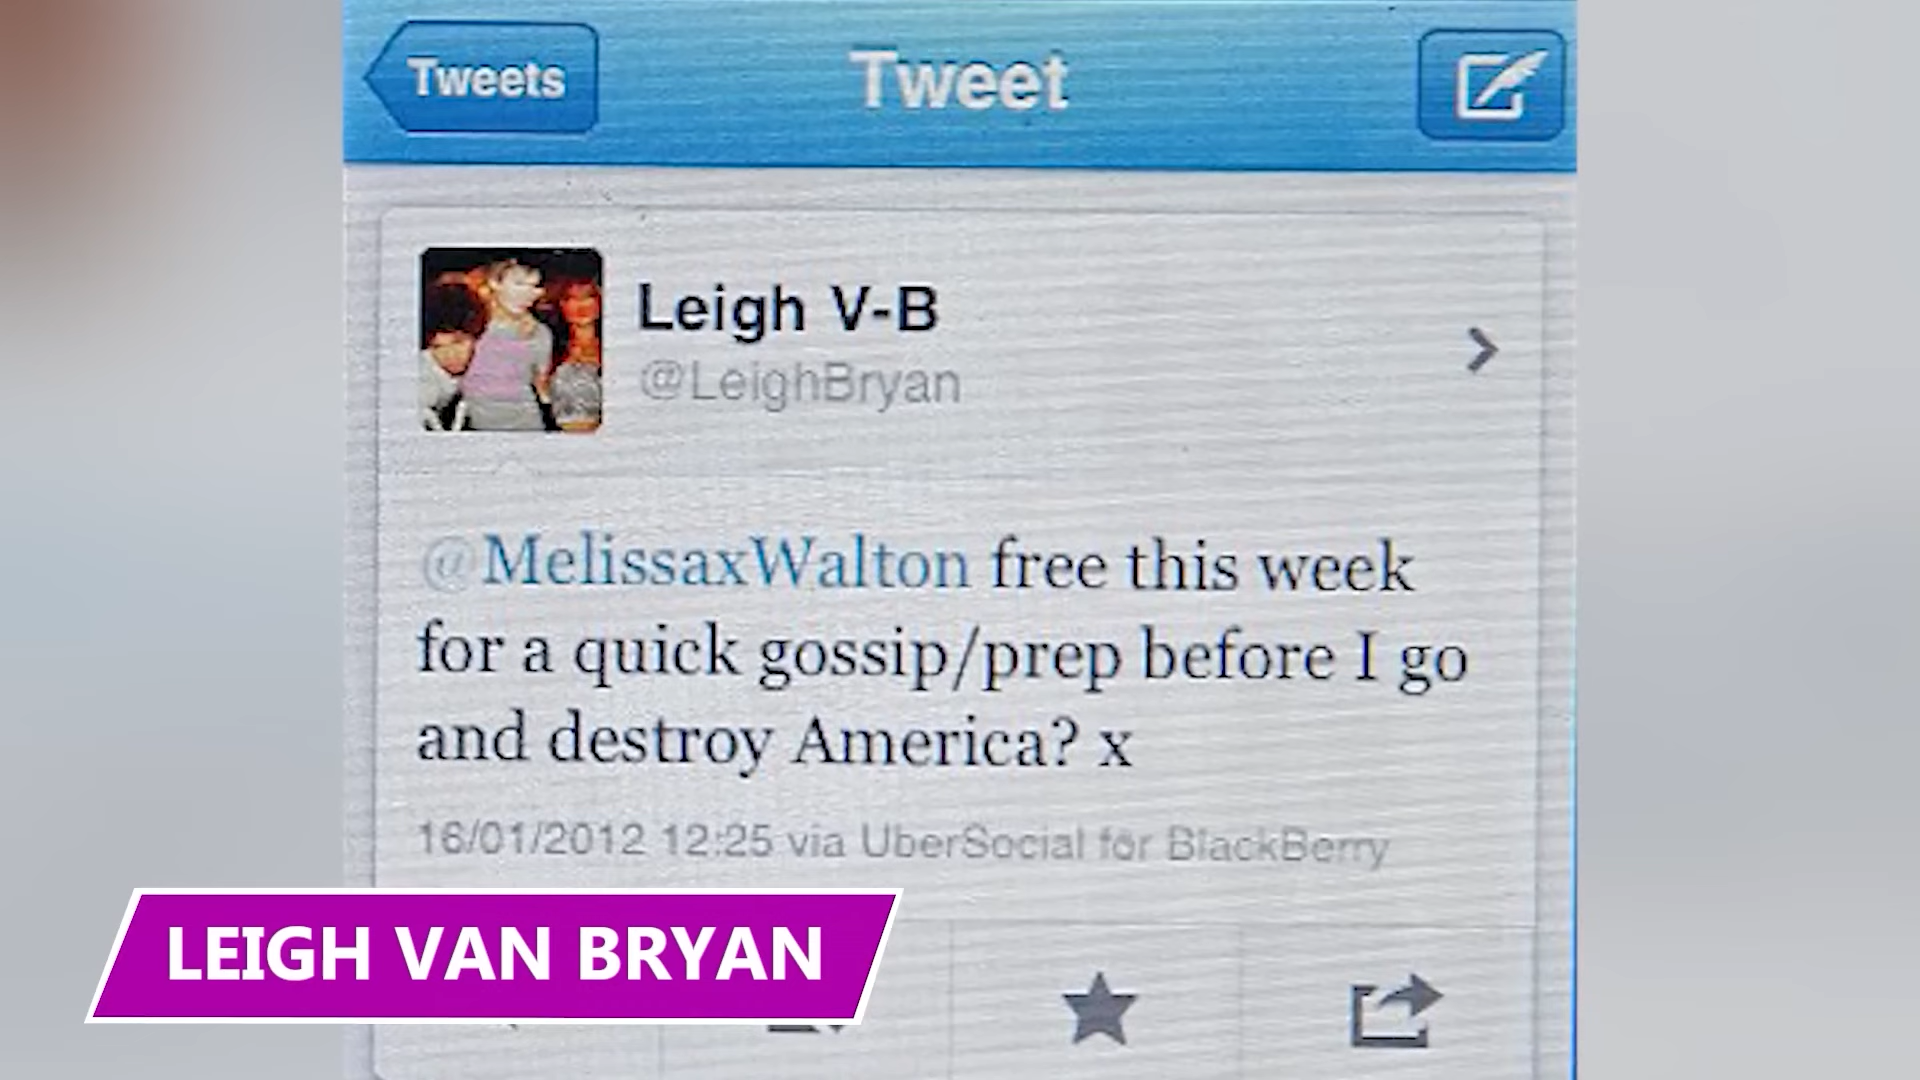 Tweets
Tweet
Leigh V-B
@LeighBryan
@MelissaxWalton free this week
for a quick gossip/prep before I go
and destroy America? x
16/01/2012 12:25 via UberSocial for BlackBerry
LEIGH VAN BRYAN